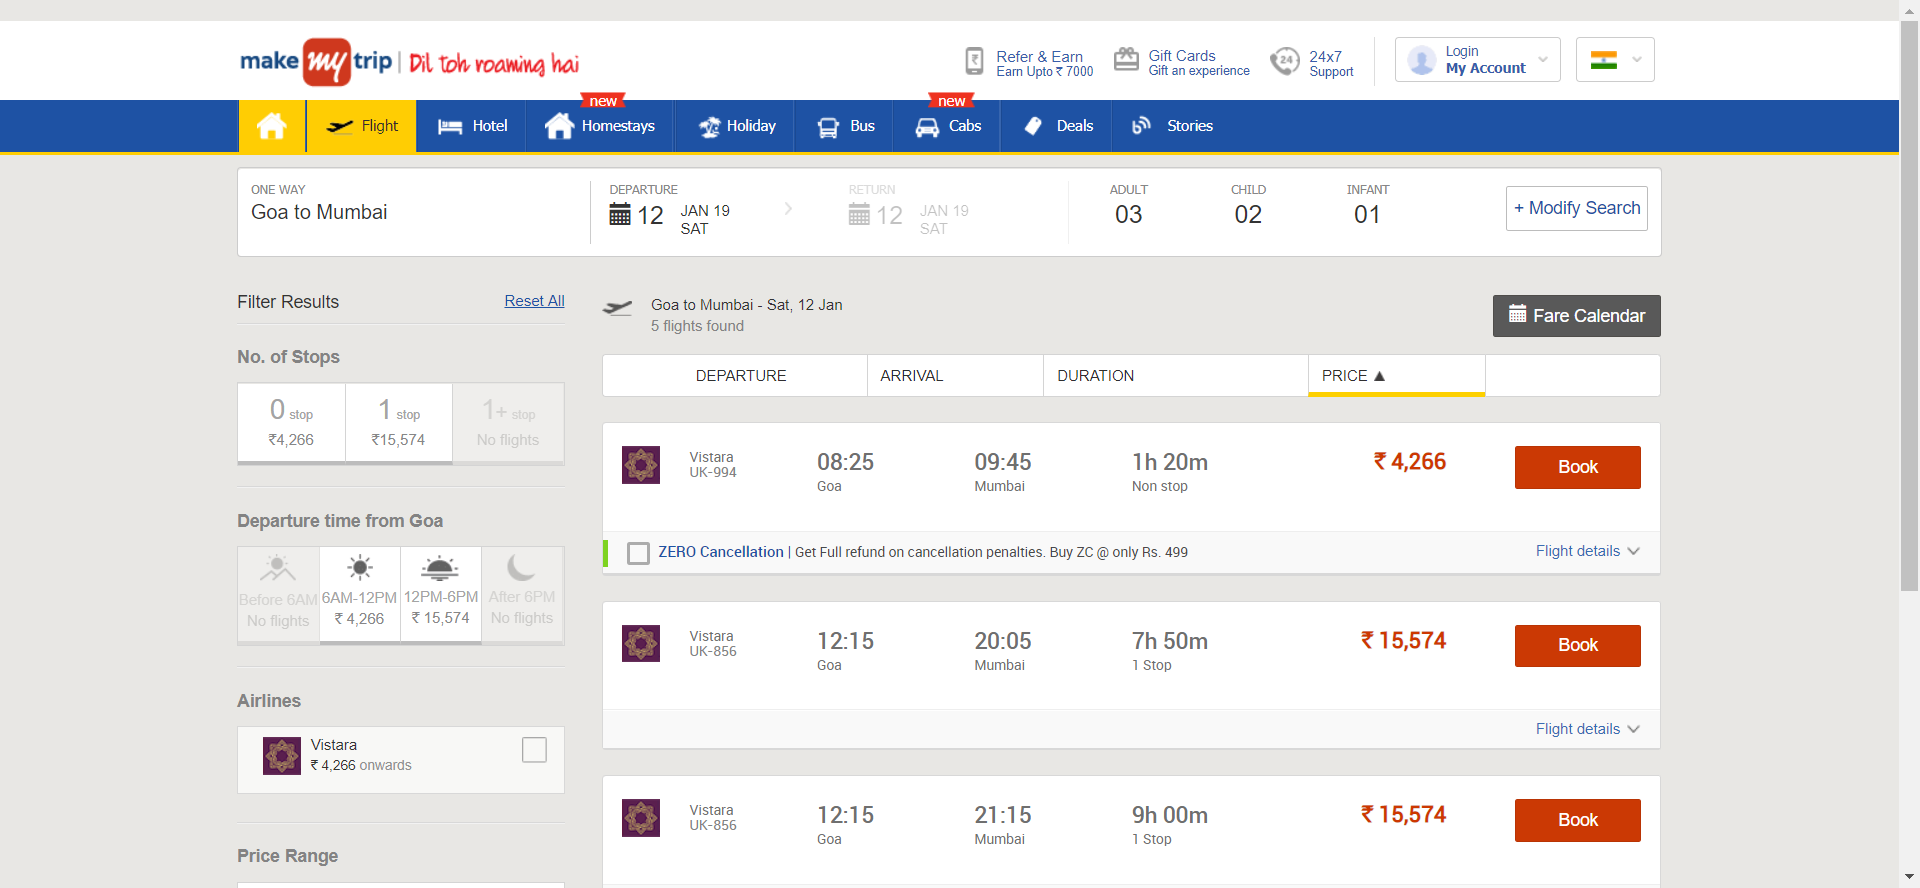 make my trip | Dil toh roaming hai
Refer & Earn
Earn Upto ₹ 7000
Gift Cards
Gift an experience
24
24x7
Support
Login
My Account
new
new
Flight
Hotel
Homestays
Holiday
Bus
Cabs
Deals
Stories
ONE WAY
Goa to Mumbai
DEPARTURE
12 JAN 19
SAT
RETURN
12 JAN 19
SAT
ADULT
03
CHILD
02
INFANT
01
+ Modify Search
Filter Results
Reset All
No. of Stops
0 stop
₹4,266
1 stop
₹15,574
1+ stop
No flights
Departure time from Goa
Before 6AM
No flights
6AM-12PM
₹ 4,266
12PM-6PM
₹ 15,574
After 6PM
No flights
Airlines
Vistara
₹ 4,266 onwards
Price Range
Goa to Mumbai - Sat, 12 Jan
5 flights found
Fare Calendar
DEPARTURE
ARRIVAL
DURATION
PRICE ▲
Vistara
UK-994
08:25
Goa
09:45
Mumbai
1h 20m
Non stop
₹ 4,266
Book
ZERO Cancellation | Get Full refund on cancellation penalties. Buy ZC @ only Rs. 499
Flight details
Vistara
UK-856
12:15
Goa
20:05
Mumbai
7h 50m
1 Stop
₹ 15,574
Book
Flight details
Vistara
UK-856
12:15
Goa
21:15
Mumbai
9h 00m
1 Stop
₹ 15,574
Book